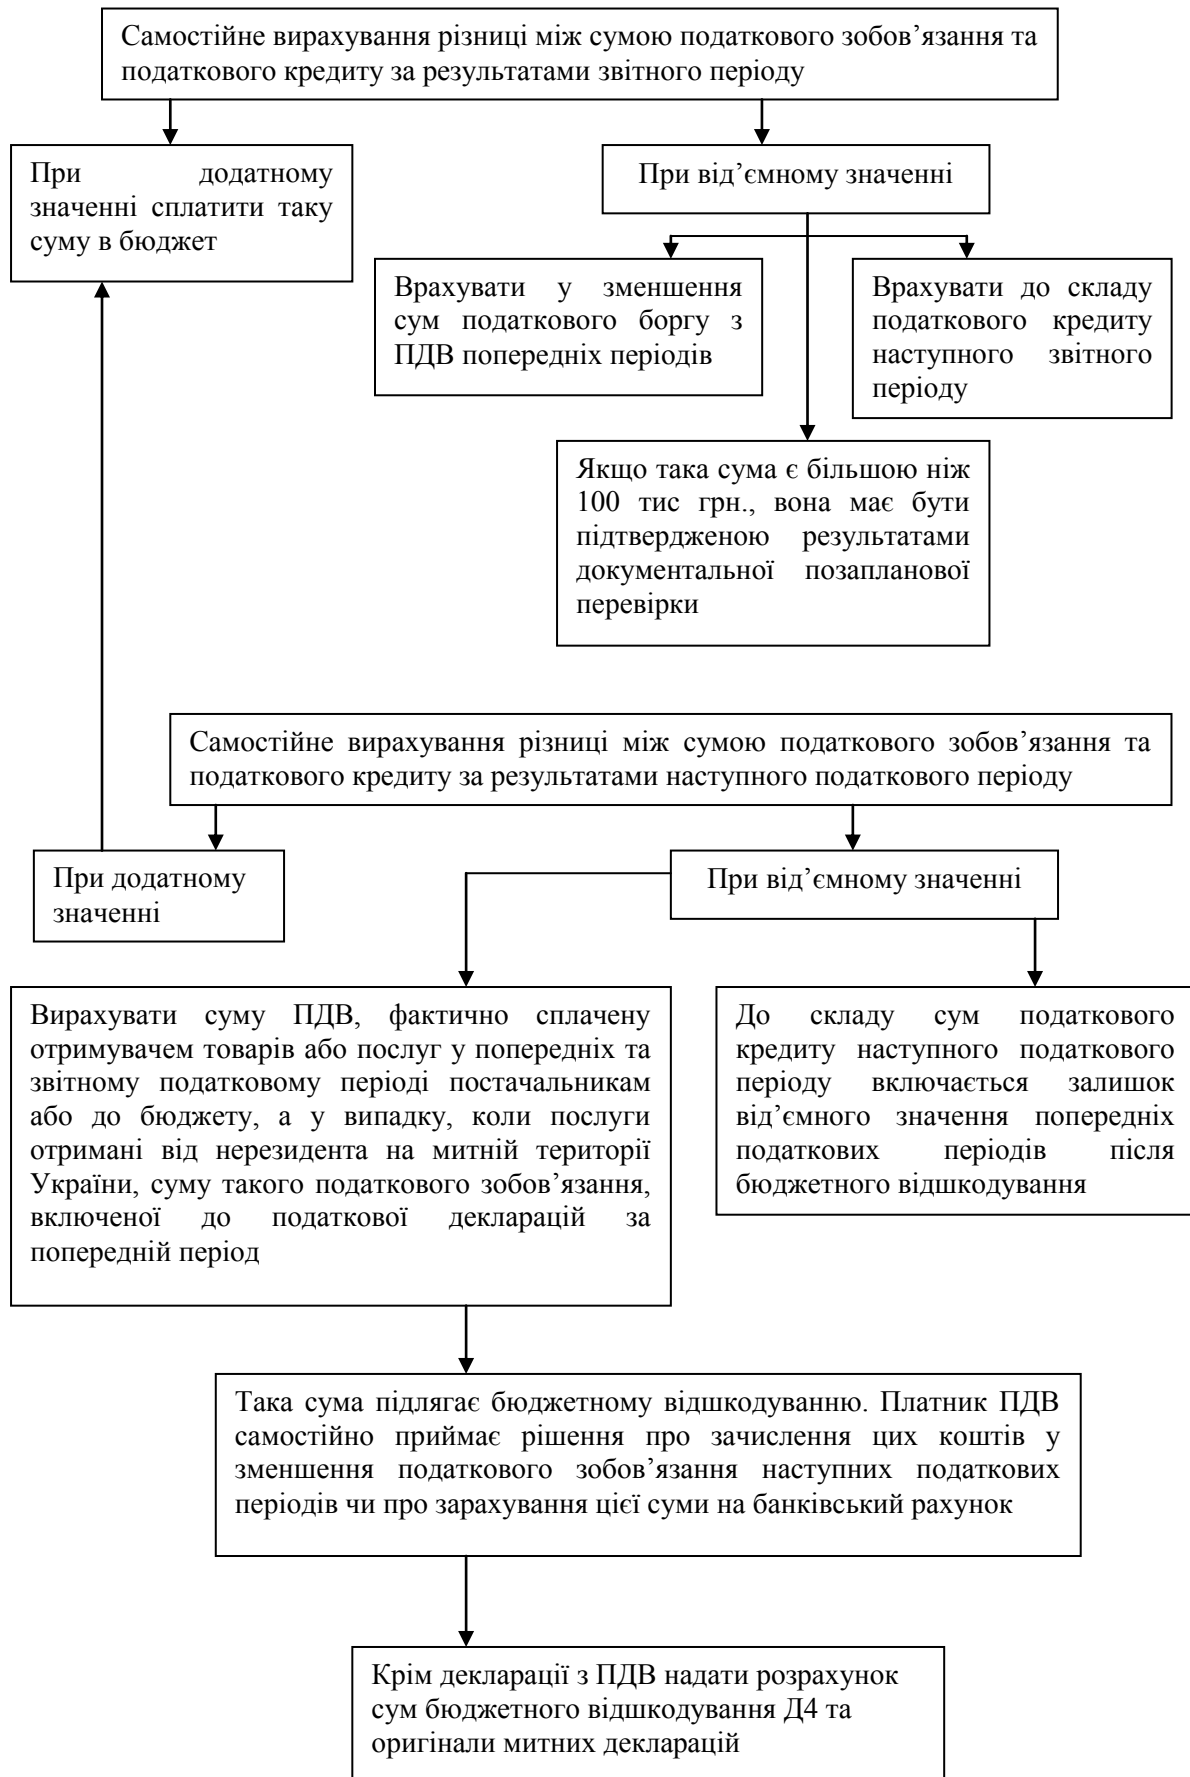 Самостійне вирахування різниці між сумою податкового зобов’язання та
податкового кредиту за результатами звітного періоду
При додатному
значенні сплатити таку
суму в бюджет
При від’ємному значенні
Врахувати у зменшення
сум податкового боргу з
ПДВ попередніх періодів
Врахувати до складу
податкового кредиту
наступного звітного
періоду
Якщо така сума є більшою ніж
100 тис грн., вона має бути
підтвердженою результатами
документальної позапланової
перевірки
Самостійне вирахування різниці між сумою податкового зобов’язання та
податкового кредиту за результатами наступного податкового періоду
При додатному
значенні
При від’ємному значенні
Вирахувати суму ПДВ, фактично сплачену
отримувачем товарів або послуг у попередніх та
звітному податковому періоді постачальникам
або до бюджету, а у випадку, коли послуги
отримані від нерезидента на митній території
України, суму такого податкового зобов’язання,
включеної до податкової декларацій за
попередній період
До складу сум податкового
кредиту наступного податкового
періоду включається залишок
від’ємного значення попередніх
податкових періодів після
бюджетного відшкодування
Така сума підлягає бюджетному відшкодуванню. Платник ПДВ
самостійно приймає рішення про зачислення цих коштів у
зменшення податкового зобов’язання наступних податкових
періодів чи про зарахування цієї суми на банківський рахунок
Крім декларації з ПДВ надати розрахунок
сум бюджетного відшкодування Д4 та
оригінали митних декларацій